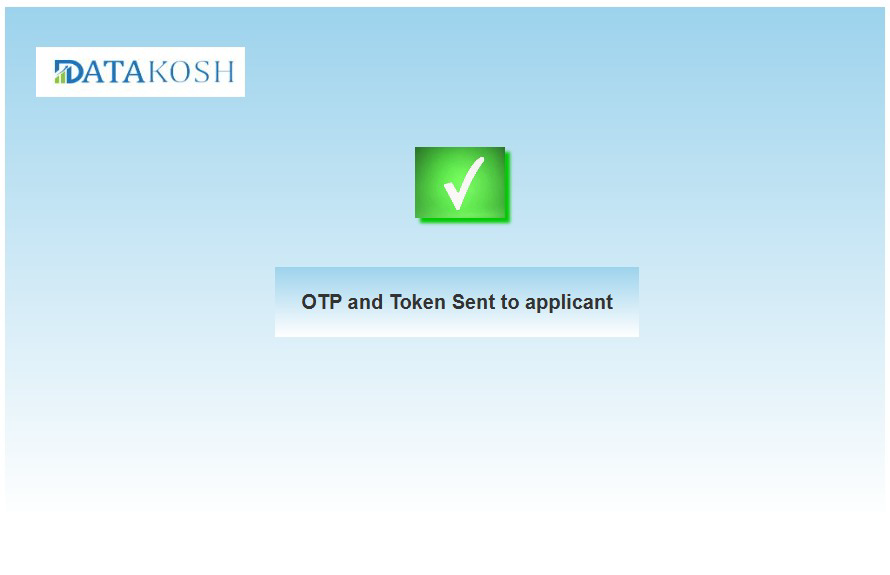 DATAKOSH
OTP and Token Sent to applicant